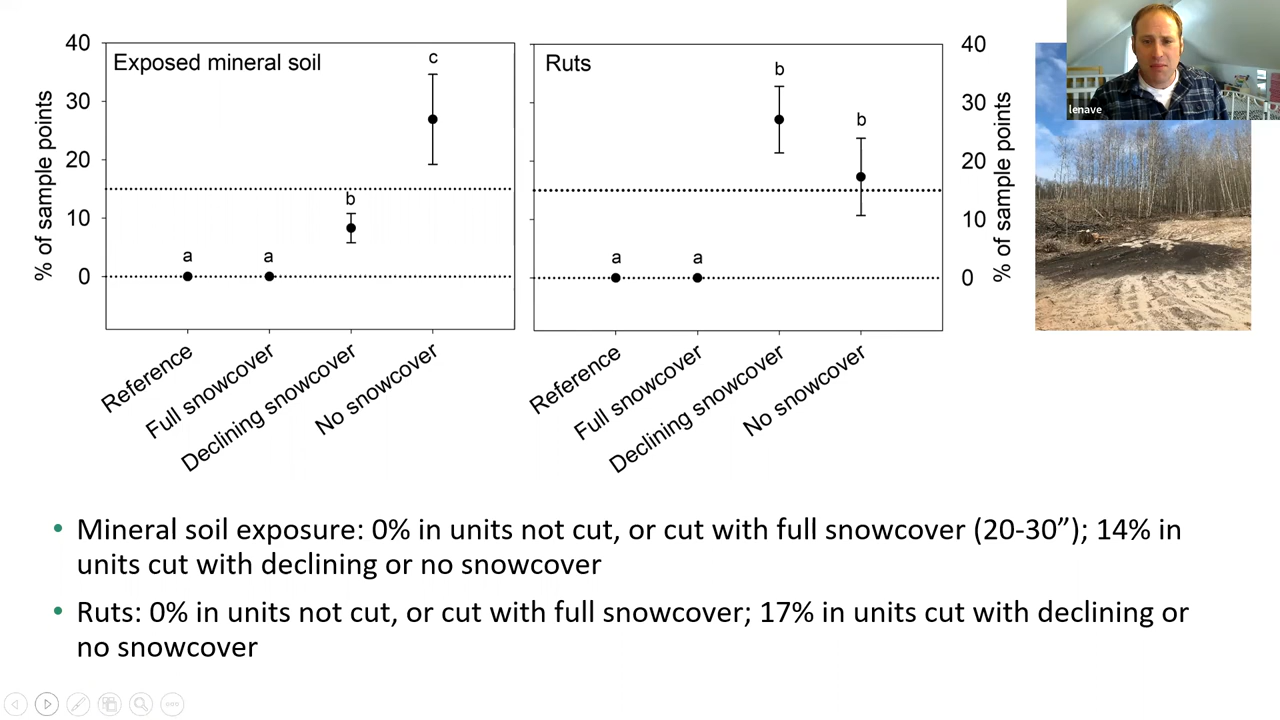 40
30
20
10
0
% of sample points
Exposed mineral soil
a
a
b
c
Reference
Full snowcover
Declining snowcover
No snowcover
Ruts
a
a
b
b
Reference
Full snowcover
Declining snowcover
No snowcover
40
30
20
10
0
% of sample points
lenave
• Mineral soil exposure: 0% in units not cut, or cut with full snowcover (20-30”); 14% in
units cut with declining or no snowcover
• Ruts: 0% in units not cut, or cut with full snowcover; 17% in units cut with declining or
no snowcover